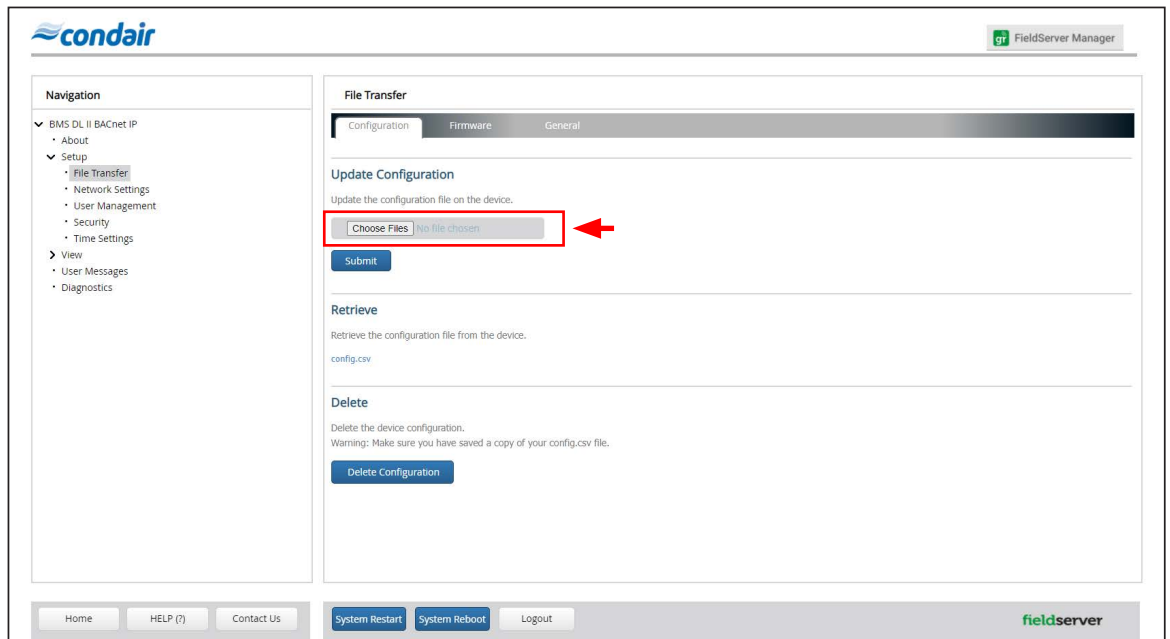 condair
gr FieldServer Manager
Navigation
BMS DL II BACnet IP
About
Setup
File Transfer
Network Settings
User Management
Security
Time Settings
View
User Messages
Diagnostics
File Transfer
Configuration Firmware General
Update Configuration
Update the configuration file on the device.
Choose Files No file chosen
Submit
Retrieve
Retrieve the configuration file from the device.
config.csv
Delete
Delete the device configuration.
Warning: Make sure you have saved a copy of your config.csv file.
Delete Configuration
Home HELP (?) Contact Us System Restart System Reboot Logout fieldserver